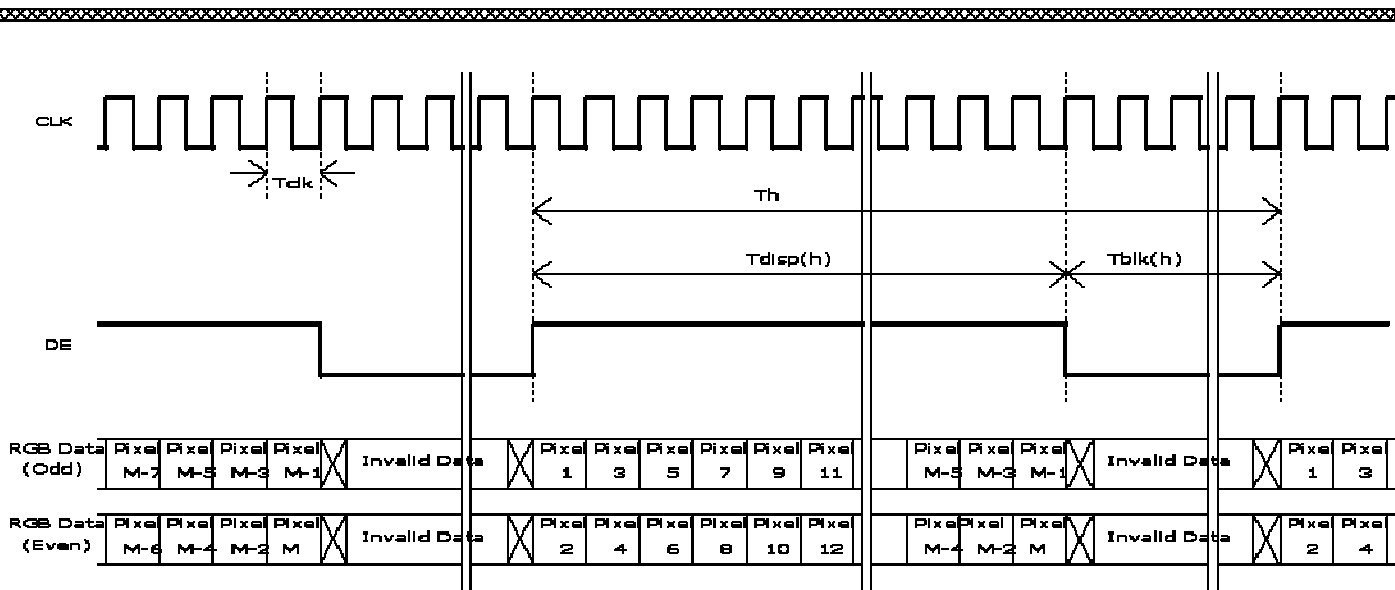 CLK
Tclk
Th
Tdisp(h) Tblk(h)
DE
RGB Data Pixel Pixel Pixel Pixel Invalid Data Pixel Pixel Pixel Pixel Pixel Pixel Pixel Pixel Pixel Invalid Data Pixel Pixel
(Odd) M-7 M-5 M-3 M-1 1 3 5 7 9 11 M-5 M-3 M-1 1 3
RGB Data Pixel Pixel Pixel Pixel Invalid Data Pixel Pixel Pixel Pixel Pixel Pixel Pixel Pixel Pixel Invalid Data Pixel Pixel
(Even) M-6 M-4 M-2 M 2 4 6 8 10 12 M-4 M-2 M 2 4